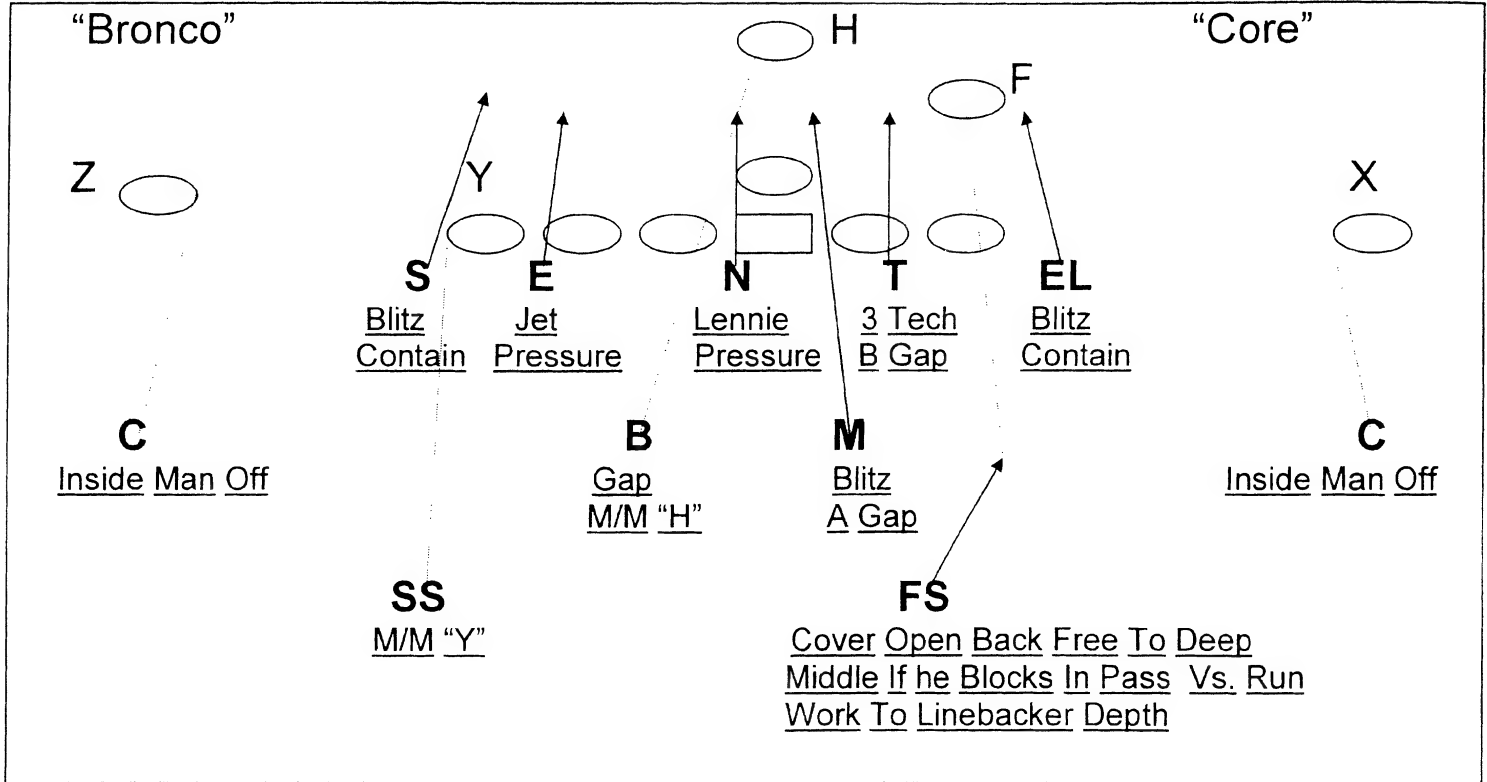 “Bronco”
“Core”
H
F
Z
Y
X
S
E
N
T
EL
Blitz
Contain
Jet
Pressure
Lennie
Pressure
3 Tech
B Gap
Blitz
Contain
C
B
M
C
Inside Man Off
Gap
M/M “H”
Blitz
A Gap
Inside Man Off
SS
M/M “Y”
FS
Cover Open Back Free To Deep
Middle If he Blocks In Pass Vs. Run
Work To Linebacker Depth